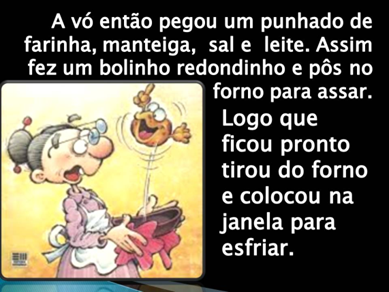 A vó então pegou um punhado de
farinha, manteiga, sal e leite. Assim
fez um bolinho redondinho e pôs no
forno para assar.
Logo que
ficou pronto
tirou do forno
e colocou na
janela para
esfriar.